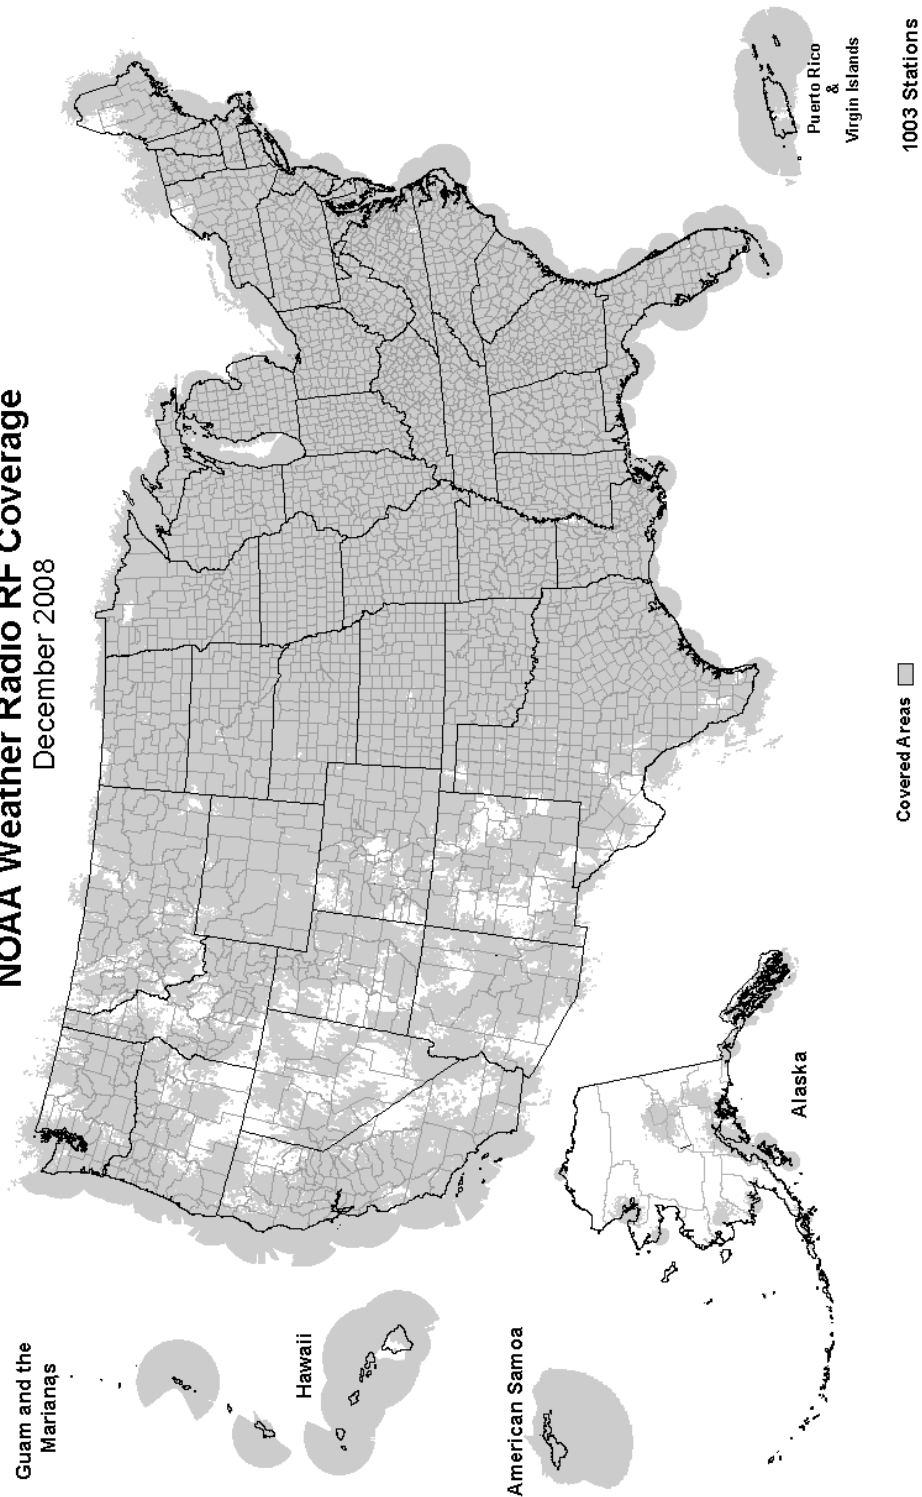 NOAA Weather Radio RF Coverage
December 2008
Guam and the
Marianas
Hawaii
American Samoa
Alaska
Covered Areas
Puerto Rico
&
Virgin Islands
1003 Stations